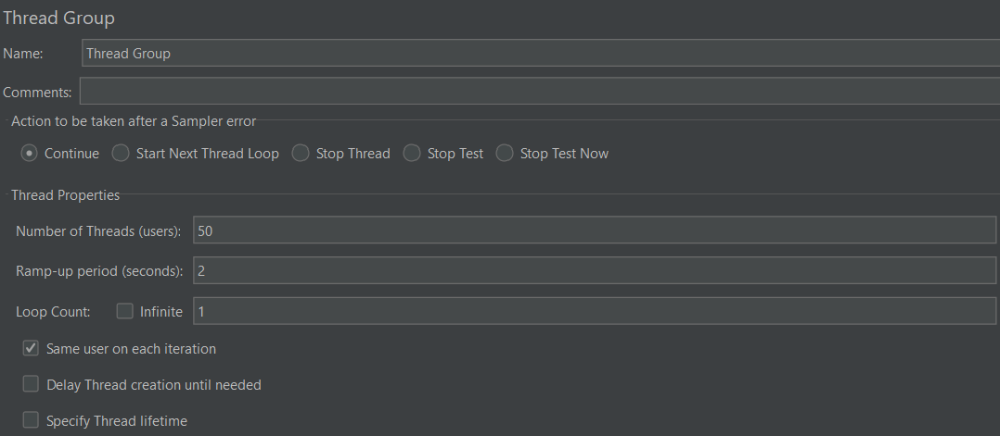 Thread Group
Name: Thread Group
Comments:
Action to be taken after a Sampler error
Continue Start Next Thread Loop Stop Thread Stop Test Stop Test Now
Thread Properties
Number of Threads (users): 50
Ramp-up period (seconds): 2
Loop Count: Infinite 1
Same user on each iteration
Delay Thread creation until needed
Specify Thread lifetime